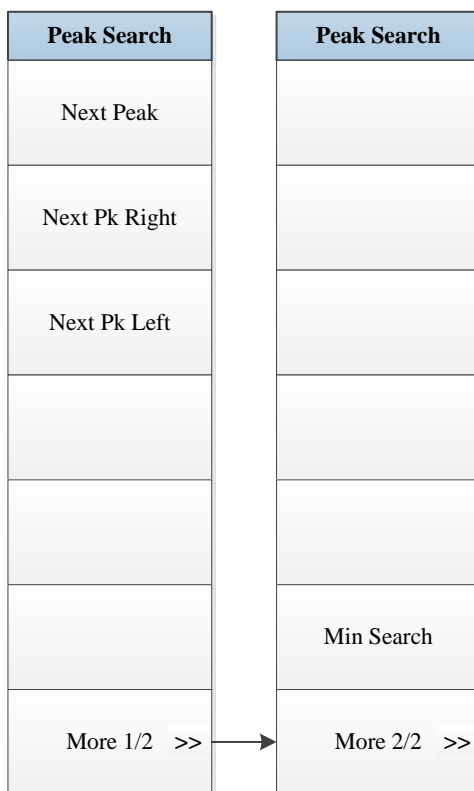 Peak Search
Next Peak
Next Pk Right
Next Pk Left
More 1/2 >>
Peak Search
Min Search
More 2/2 >>